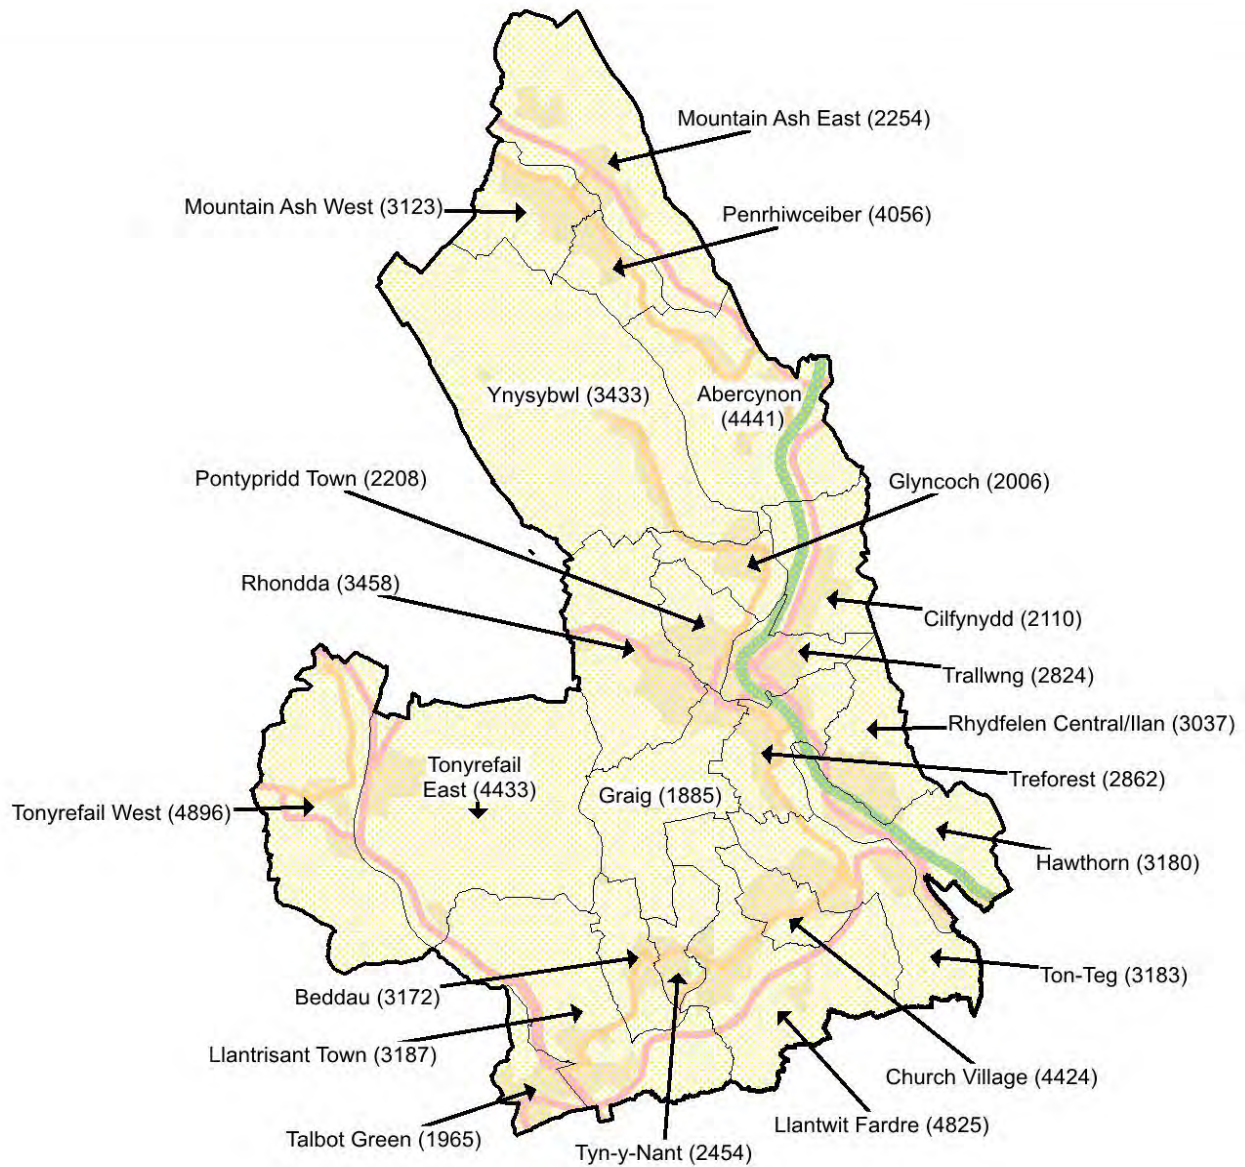 Mountain Ash East (2254)
Mountain Ash West (3123)
Penrhiwceiber (4056)
Ynysybwl (3433)
Abercynon
(4441)
Pontypridd Town (2208)
Glyncoch (2006)
Rhondda (3458)
Cilfynydd (2110)
Trallwng (2824)
Rhydfelen Central/Ilan (3037)
Tonyrefail
East (4433)
Treforest (2862)
Graig (1885)
Tonyrefail West (4896)
Hawthorn (3180)
Ton-Teg (3183)
Beddau (3172)
Llantrisant Town (3187)
Church Village (4424)
Llantwit Fardre (4825)
Talbot Green (1965)
Tyn-y-Nant (2454)